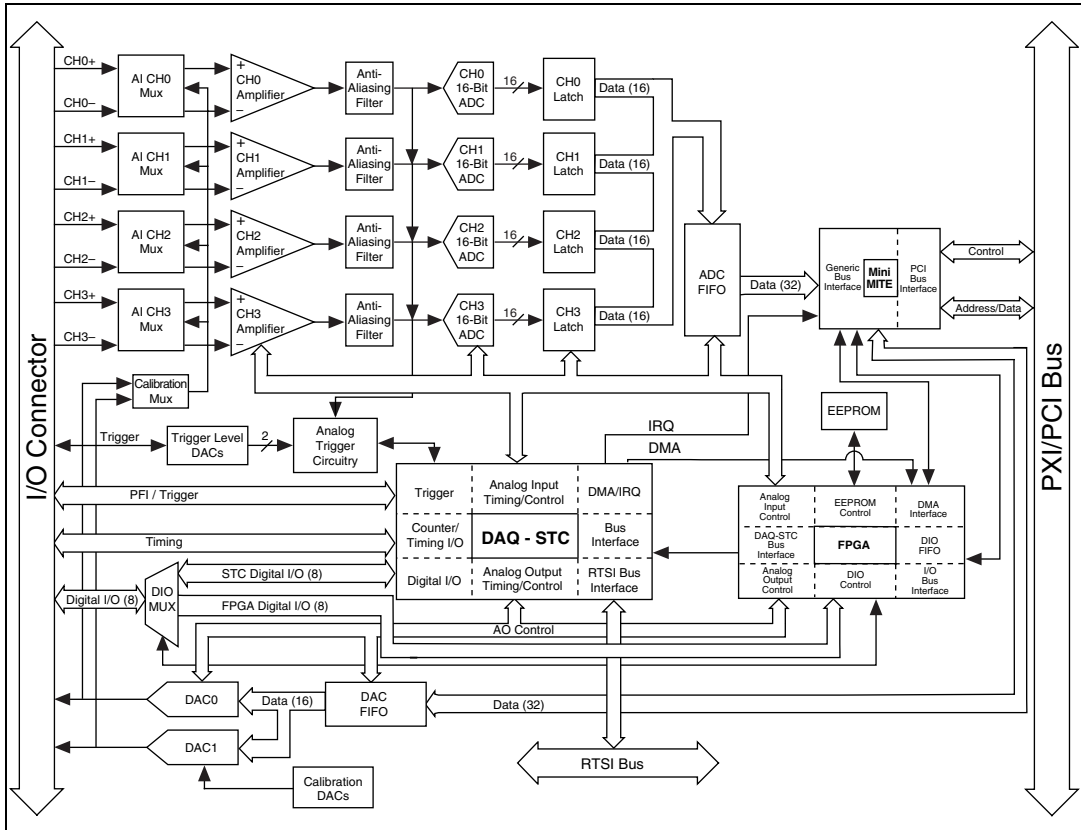 I/O Connector
CH0+
CH0–
AI CH0
Mux
+
CH0
Amplifier
–
Anti-
Aliasing
Filter
CH0
16-Bit
ADC
16
CH0
Latch
Data (16)
CH1+
CH1–
AI CH1
Mux
+
CH1
Amplifier
–
Anti-
Aliasing
Filter
CH1
16-Bit
ADC
16
CH1
Latch
Data (16)
CH2+
CH2–
AI CH2
Mux
+
CH2
Amplifier
–
Anti-
Aliasing
Filter
CH2
16-Bit
ADC
16
CH2
Latch
Data (16)
CH3+
CH3–
AI CH3
Mux
+
CH3
Amplifier
–
Anti-
Aliasing
Filter
CH3
16-Bit
ADC
16
CH3
Latch
Data (16)
ADC
FIFO
Data (32)
Generic
Bus
Interface
Mini
MITE
PCI
Bus
Interface
Control
Address/Data
PXI/PCI Bus
Calibration
Mux
Trigger
Trigger Level
DACs
2
Analog
Trigger
Circuitry
IRQ
DMA
EEPROM
PFI / Trigger
Timing
STC Digital I/O (8)
Digital I/O (8)
DIO
MUX
FPGA Digital I/O (8)
Trigger
Analog Input
Timing/Control
DMA/IRQ
Counter/
Timing I/O
DAQ - STC
Bus
Interface
Digital I/O
Analog Output
Timing/Control
RTSI Bus
Interface
Analog
Input
Control
EEPROM
Control
DMA
Interface
DAQ-STC
Bus
Interface
FPGA
DIO
FIFO
Analog
Output
Control
DIO
Control
I/O
Bus
Interface
AO Control
DAC0
Data (16)
DAC
FIFO
Data (32)
DAC1
Calibration
DACs
RTSI Bus